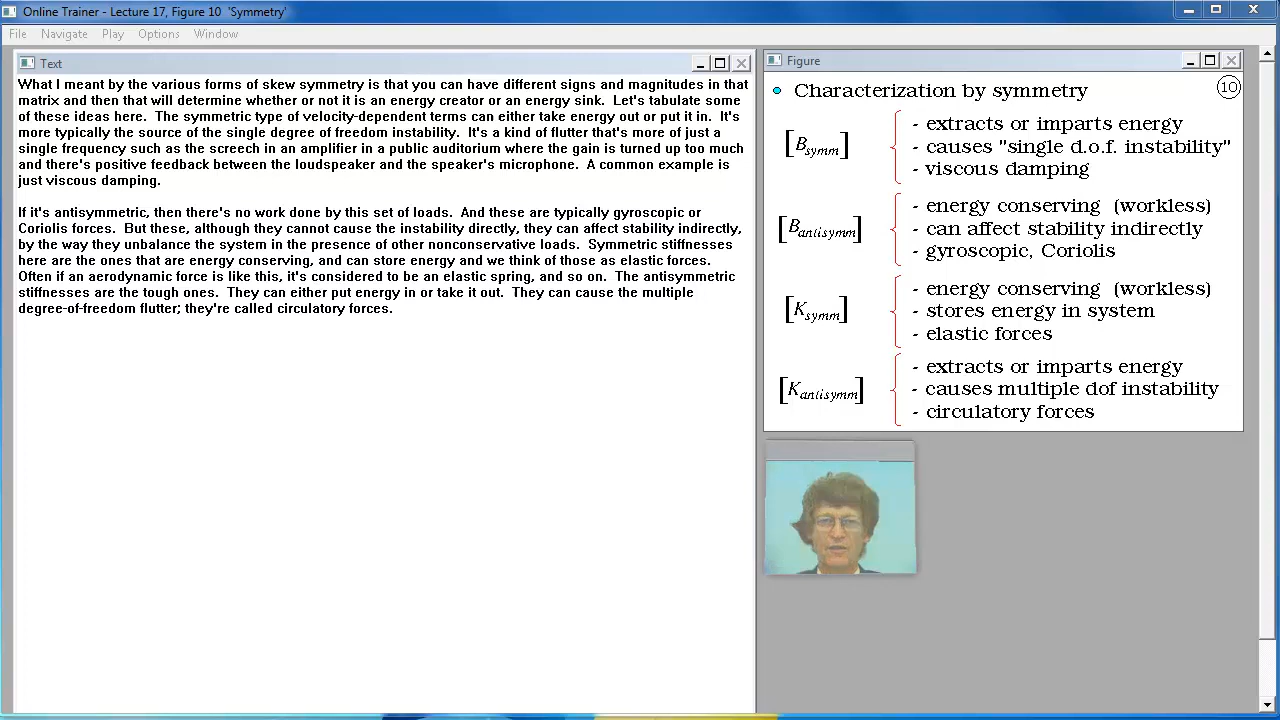 Online Trainer - Lecture 17, Figure 10 'Symmetry'
File Navigate Play Options Window
Text
What I meant by the various forms of skew symmetry is that you can have different signs and magnitudes in that
matrix and then that will determine whether or not it is an energy creator or an energy sink. Let's tabulate some
of these ideas here. The symmetric type of velocity-dependent terms can either take energy out or put it in. It's
more typically the source of the single degree of freedom instability. It's a kind of flutter that's more of just a
single frequency such as the screech in an amplifier in a public auditorium where the gain is turned up too much
and there's positive feedback between the loudspeaker and the speaker's microphone. A common example is
just viscous damping.
If it's antisymmetric, then there's no work done by this set of loads. And these are typically gyroscopic or
Coriolis forces. But these, although they cannot cause the instability directly, they can affect stability indirectly,
by the way they unbalance the system in the presence of other nonconservative loads. Symmetric stiffnesses
here are the ones that are energy conserving, and can store energy and we think of those as elastic forces.
Often if an aerodynamic force is like this, it's considered to be an elastic spring, and so on. The antisymmetric
stiffnesses are the tough ones. They can either put energy in or take it out. They can cause the multiple
degree-of-freedom flutter; they're called circulatory forces.
Figure
Characterization by symmetry
10
[B symm]
- extracts or imparts energy
- causes "single d.o.f. instability"
- viscous damping
[B antisymm]
- energy conserving (workless)
- can affect stability indirectly
- gyroscopic, Coriolis
[K symm]
- energy conserving (workless)
- stores energy in system
- elastic forces
[K antisymm]
- extracts or imparts energy
- causes multiple dof instability
- circulatory forces